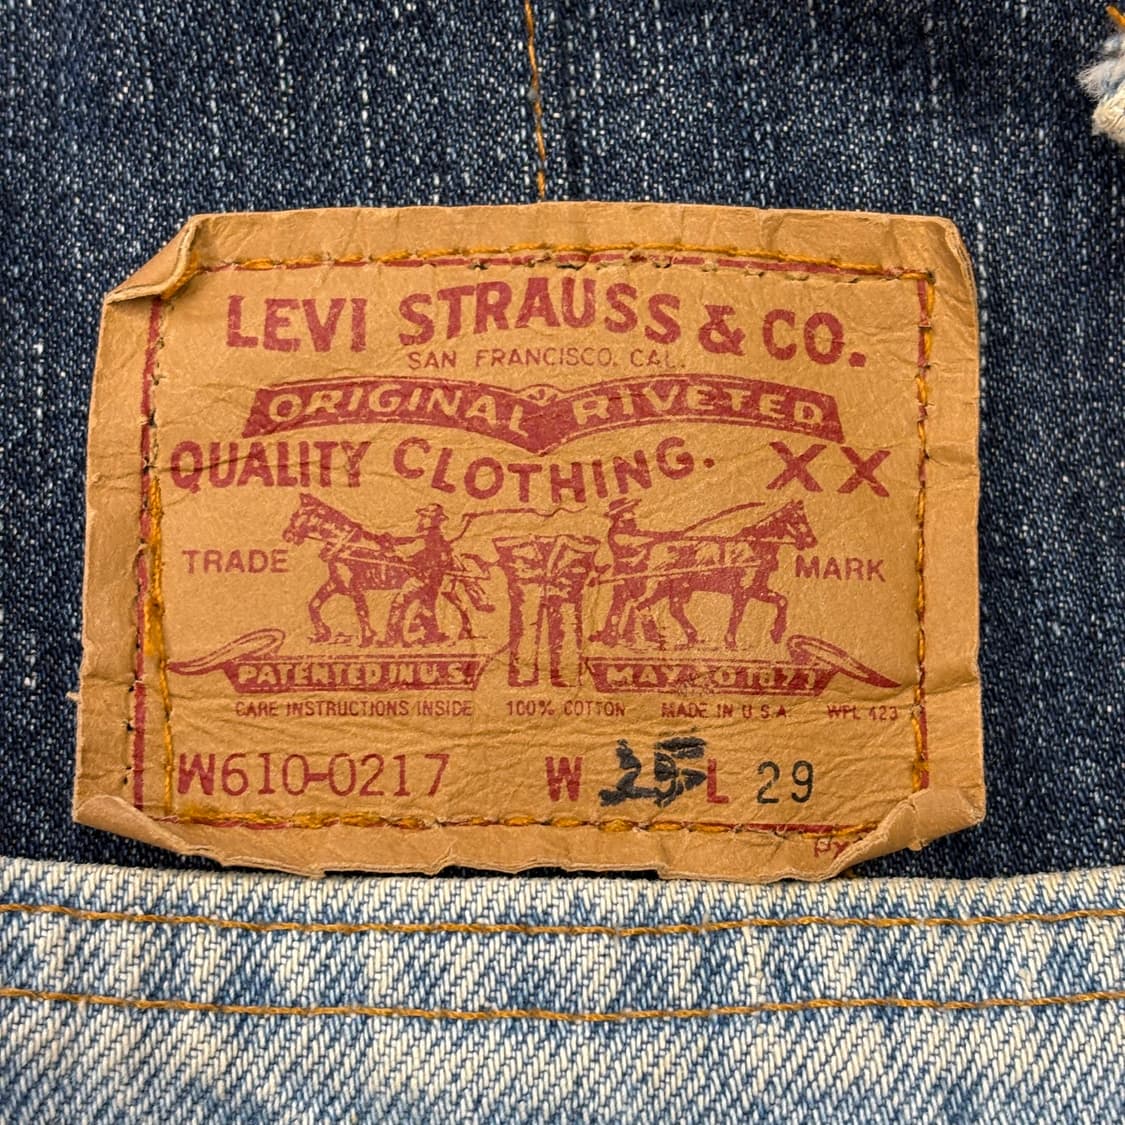 LEVI STRAUSS & CO.
SAN FRANCISCO. CAL.
ORIGINAL RIVETED
QUALITY CLOTHING. XX
TRADE MARK
PATENTED IN U.S. MAY 20 1873
CARE INSTRUCTIONS INSIDE 100% COTTON MADE IN U S A WPL 423
W610-0217 W L 29